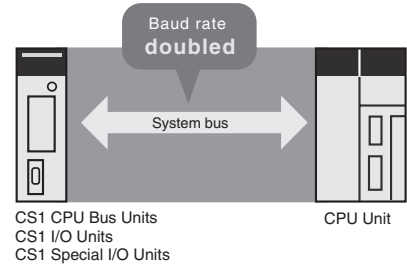 Baud rate
doubled
System bus
CS1 CPU Bus Units
CS1 I/O Units
CS1 Special I/O Units
CPU Unit